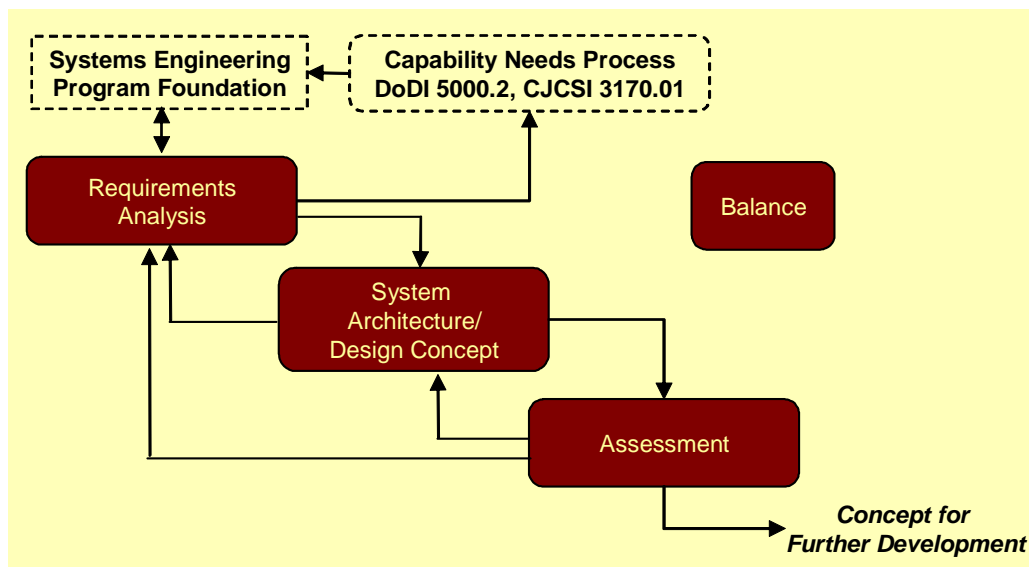 Systems Engineering
Program Foundation
Capability Needs Process
DoDI 5000.2, CJCSI 3170.01
Requirements
Analysis
Balance
System
Architecture/
Design Concept
Assessment
Concept for
Further Development